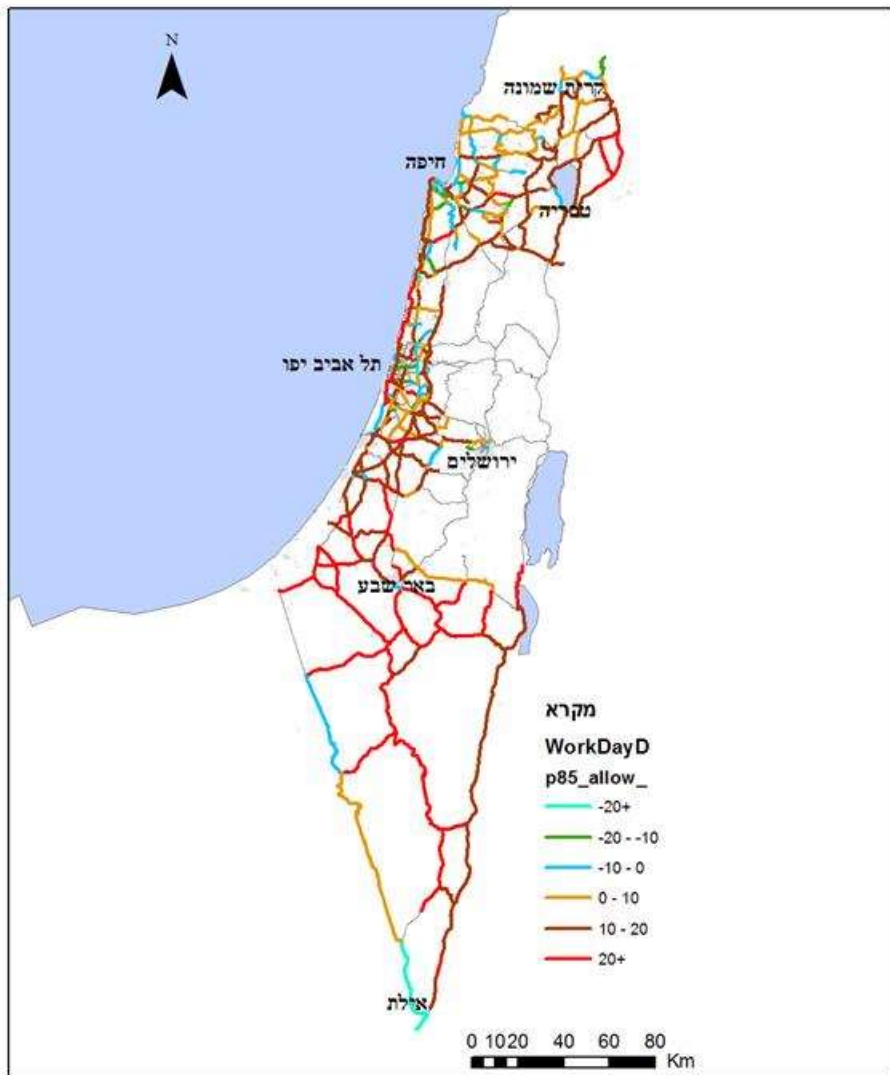 N
קרית שמונה
חיפה
טבריה
תל אביב יפו
ירושלים
באר שבע
מקרא
WorkDayD
p85_allow_
-20+
-20 - -10
-10 - 0
0 - 10
10 - 20
20+
אילת
0 10 20 40 60 80
Km